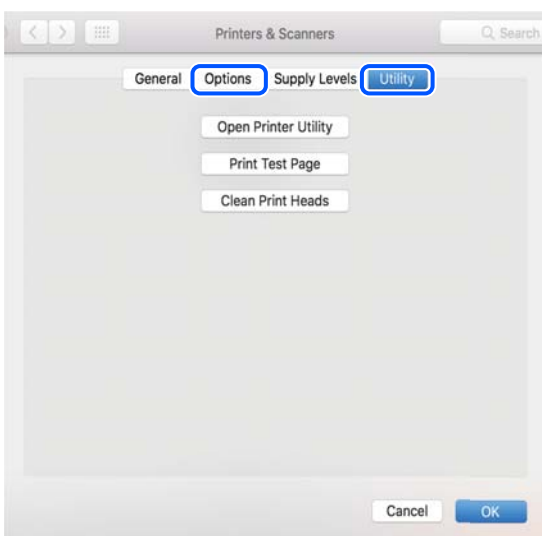 Printers & Scanners Search
General Options Supply Levels Utility
Open Printer Utility
Print Test Page
Clean Print Heads
Cancel OK